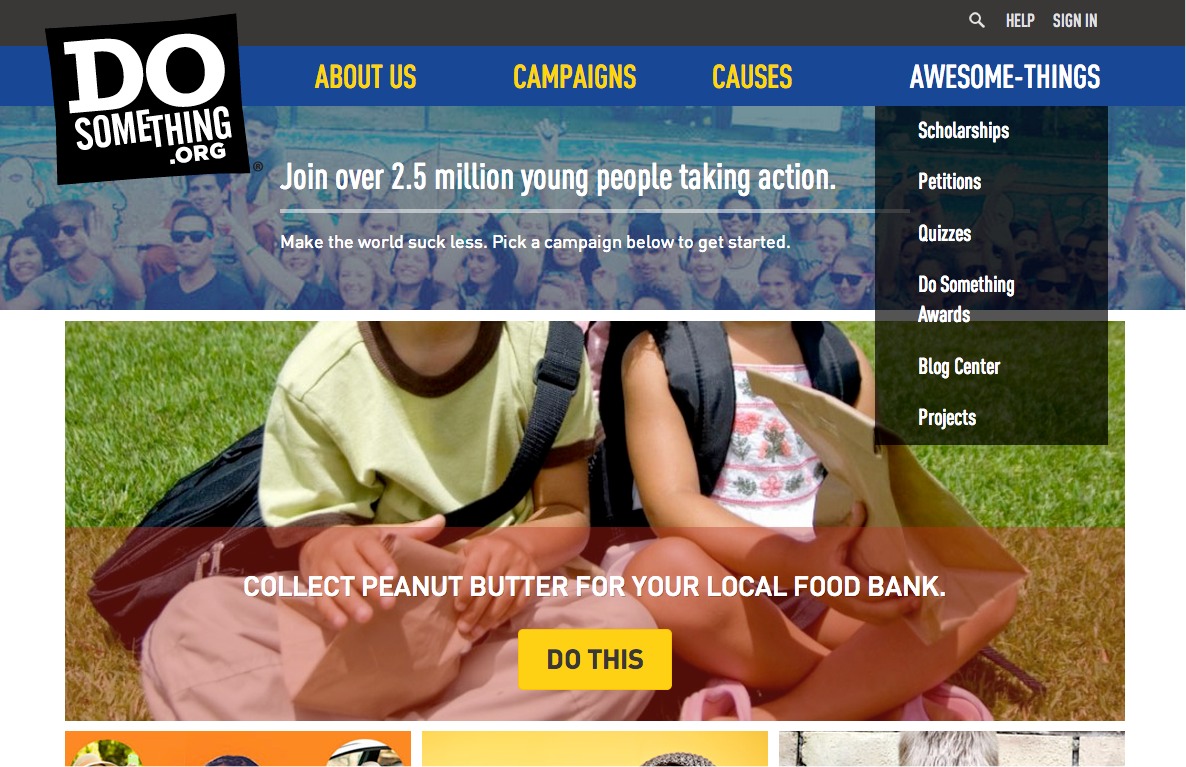 HELP SIGN IN
DO
SOMETHING
.ORG
®
ABOUT US CAMPAIGNS CAUSES AWESOME-THINGS
Scholarships
Petitions
Quizzes
Do Something
Awards
Blog Center
Projects
Join over 2.5 million young people taking action.
Make the world suck less. Pick a campaign below to get started.
COLLECT PEANUT BUTTER FOR YOUR LOCAL FOOD BANK.
DO THIS